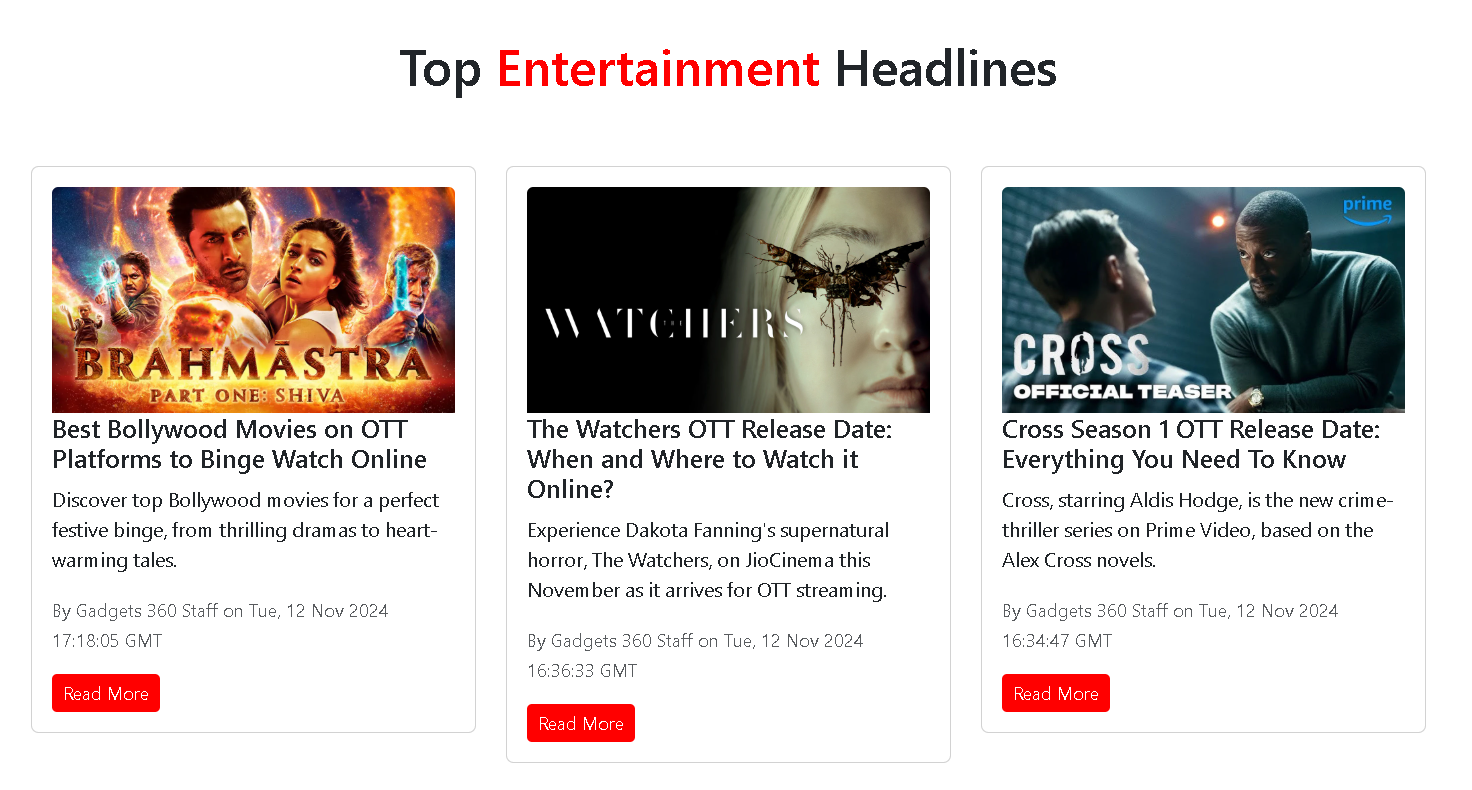 Top Entertainment Headlines
BRAHMĀSTRA
PART ONE: SHIVA
Best Bollywood Movies on OTT
Platforms to Binge Watch Online
Discover top Bollywood movies for a perfect
festive binge, from thrilling dramas to heart-
warming tales.
By Gadgets 360 Staff on Tue, 12 Nov 2024
17:18:05 GMT
Read More
THE
WATCHERS
The Watchers OTT Release Date:
When and Where to Watch it
Online?
Experience Dakota Fanning's supernatural
horror, The Watchers, on JioCinema this
November as it arrives for OTT streaming.
By Gadgets 360 Staff on Tue, 12 Nov 2024
16:36:33 GMT
Read More
prime
CROSS
OFFICIAL TEASER
Cross Season 1 OTT Release Date:
Everything You Need To Know
Cross, starring Aldis Hodge, is the new crime-
thriller series on Prime Video, based on the
Alex Cross novels.
By Gadgets 360 Staff on Tue, 12 Nov 2024
16:34:47 GMT
Read More